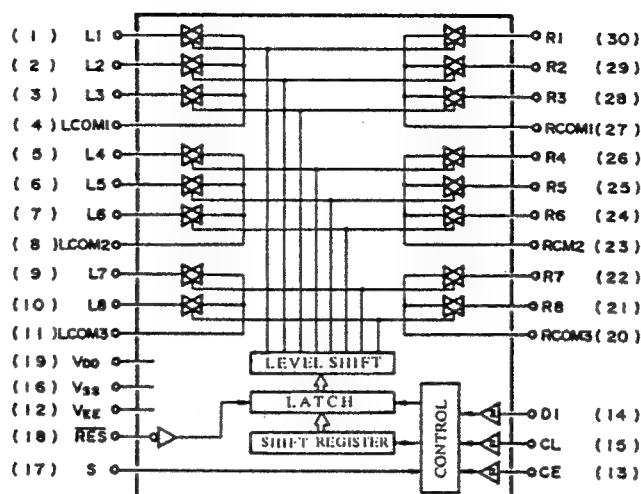 (1) L1 R1 (30)
(2) L2 R2 (29)
(3) L3 R3 (28)
(4) LCOM1 RCOM1 (27)
(5) L4 R4 (26)
(6) L5 R5 (25)
(7) L6 R6 (24)
(8) LCOM2 RCM2 (23)
(9) L7 R7 (22)
(10) L8 R8 (21)
(11) LCOM3 RCOM3 (20)
(19) VDD LEVEL SHIFT
(16) VSS
(12) VEE LATCH DI (14)
(18) RES SHIFT REGISTER CONTROL CL (15)
(17) S CE (13)